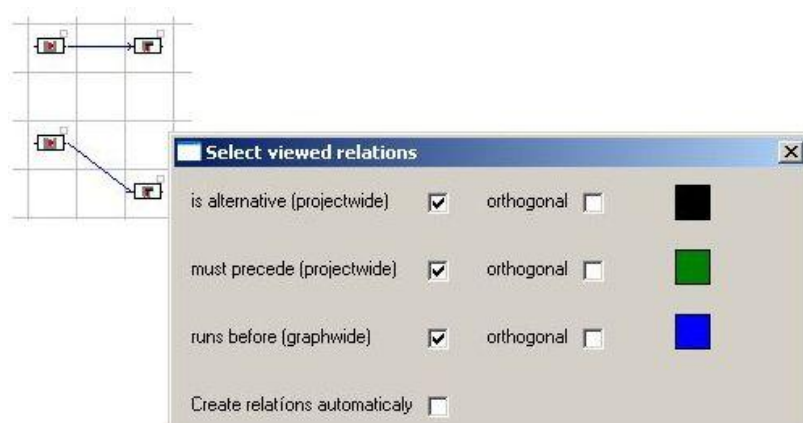 Select viewed relations
is alternative (projectwide) orthogonal
must precede (projectwide) orthogonal
runs before (graphwide) orthogonal
Create relations automaticaly